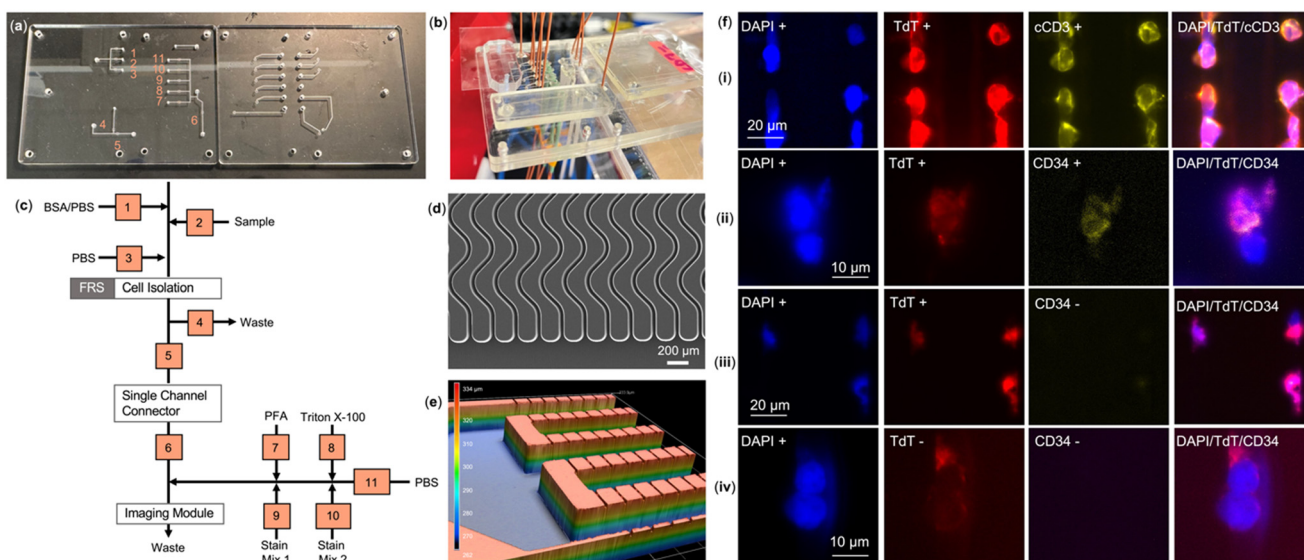 (a)
1
2
3
11
10
9
8
7
6
4
5
(b)
(c)
BSA/PBS
1
2
Sample
PBS
3
FRS
Cell Isolation
4
Waste
5
Single Channel
Connector
PFA
Triton X-100
6
7
8
11
PBS
Imaging Module
9
10
Waste
Stain
Mix 1
Stain
Mix 2
(d)
200 µm
(e)
334 µm
320
310
300
290
280
270
262
(f)
DAPI +
TdT +
cCD3 +
DAPI/TdT/cCD3
(i)
20 µm
DAPI +
TdT +
CD34 +
DAPI/TdT/CD34
(ii)
10 µm
DAPI +
TdT +
CD34 -
DAPI/TdT/CD34
(iii)
20 µm
DAPI +
TdT -
CD34 -
DAPI/TdT/CD34
(iv)
10 µm